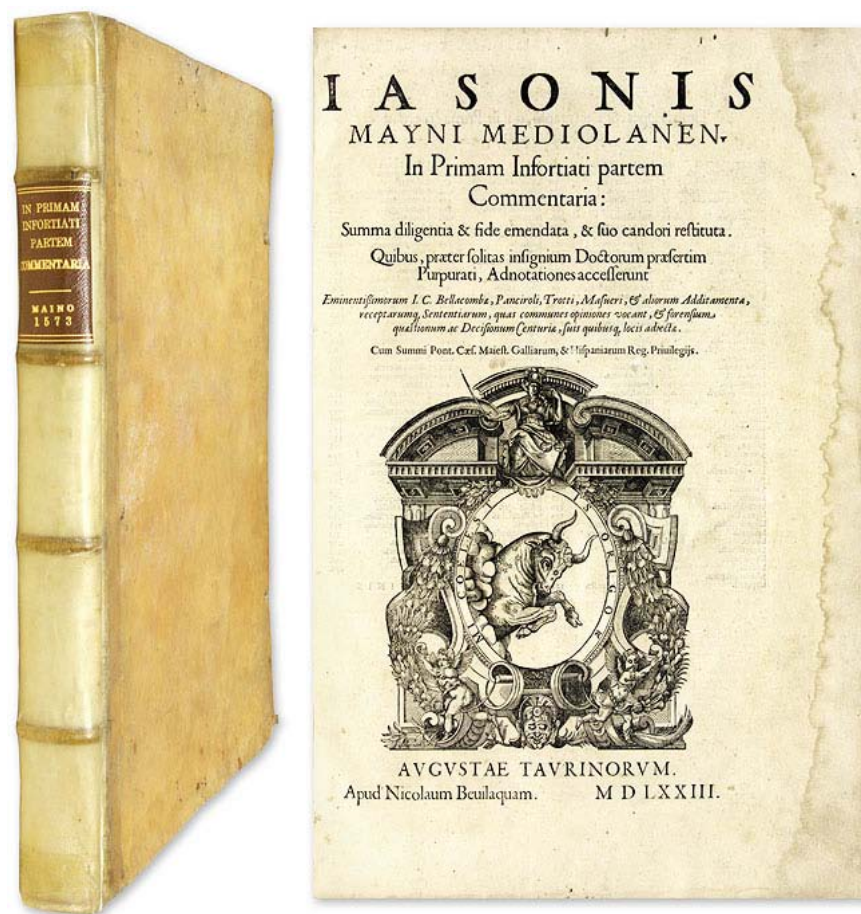 IN PRIMAM
INFORTIATI
PARTEM
COMMENTARIA
MAINO
1573
IASONIS
MAYNI MEDIOLANEN.
In Primam Infortiati partem
Commentaria:
Summa diligentia & fide emendata, & ſuo candori reſtituta.
Quibus, præter ſolitas inſignium Doctorum præſertim
Purpurati, Adnotationes acceſſerunt
Eminentißimorum I. C. Bellacombæ, Panciroli, Trotti, Maſueri, & aliorum Additamenta,
receptarumq́; Sententiarum, quas communes opiniones vocant, & forenſium
quæſtionum ac Deciſionum Centuriæ, ſuis quibuſq́; locis adiectæ.
Cum Summi Pont. Cæſ. Maieſt. Galliarum, & Hiſpaniarum Reg. Priuilegijs.
AVGVSTAE TAVRINORVM.
Apud Nicolaum Beuilaquam. M D LXXIII.